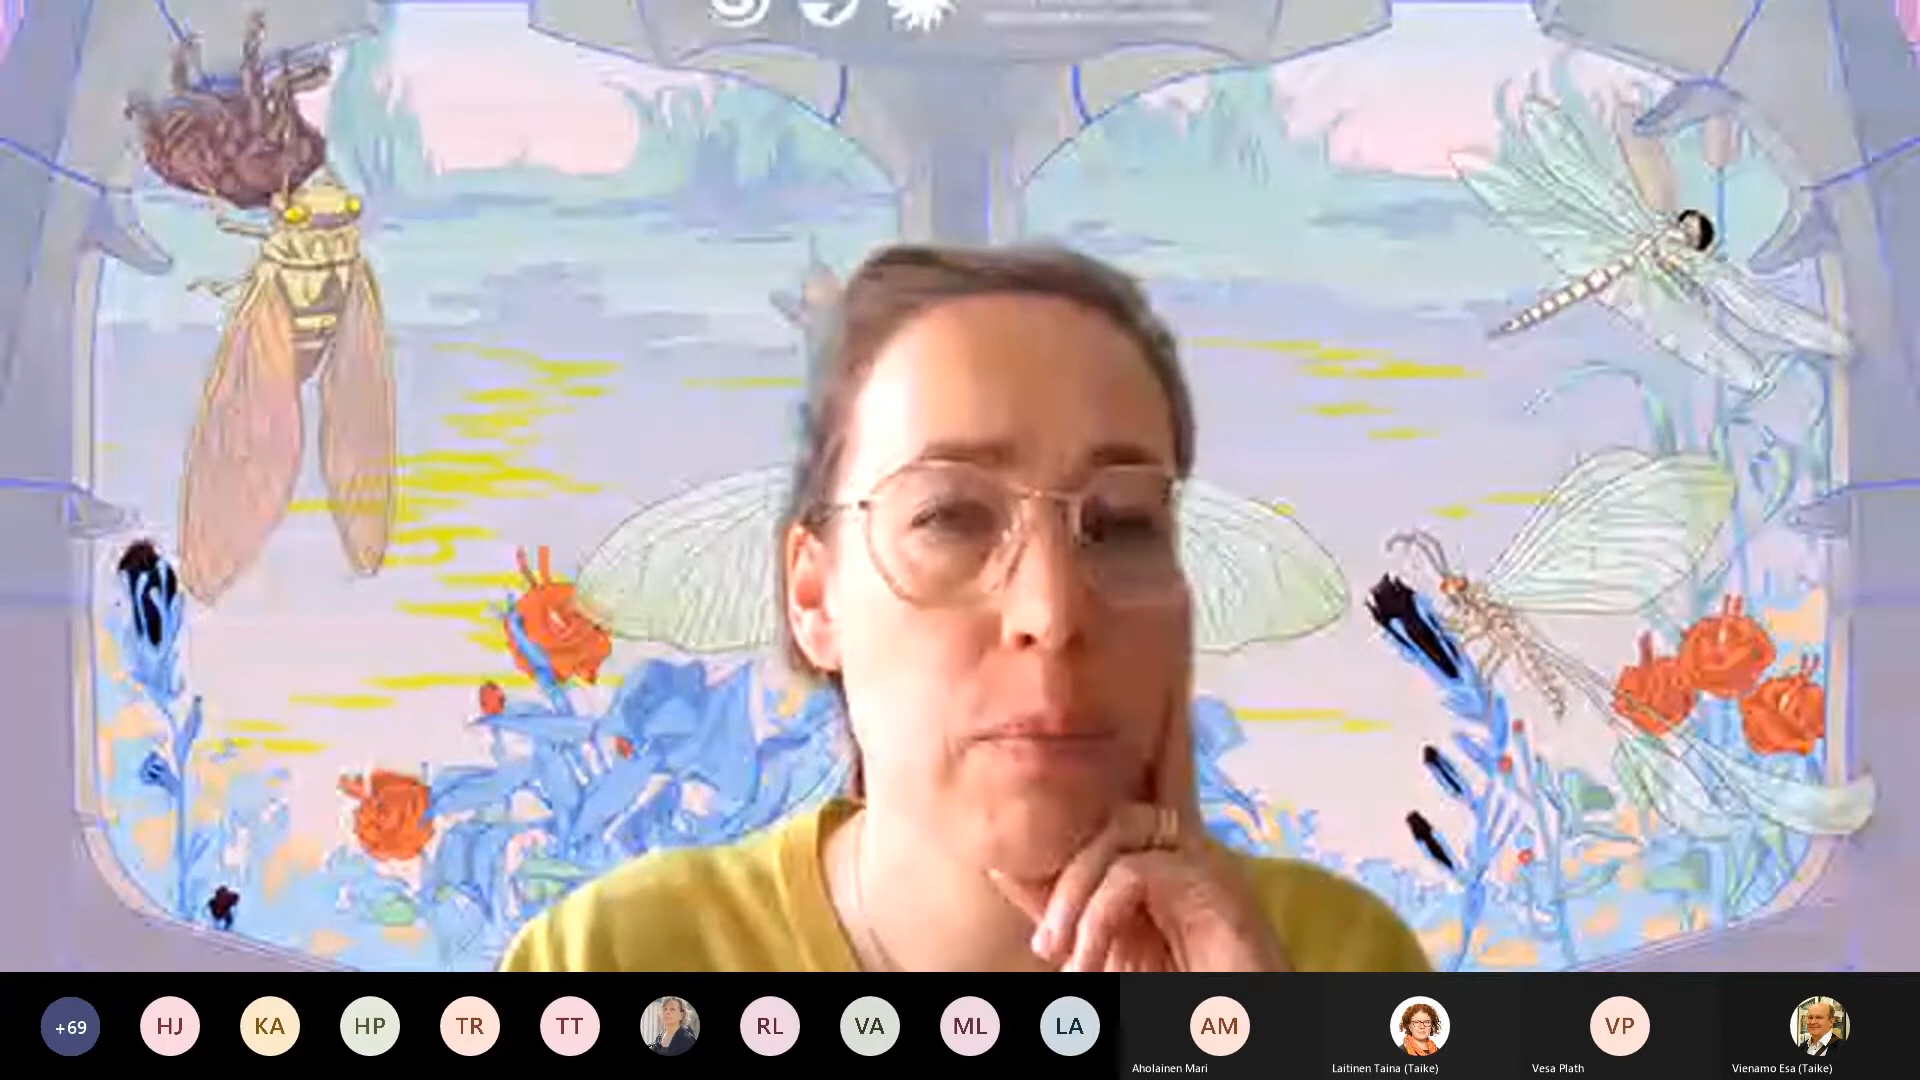 +69
HJ
KA
HP
TR
TT
RL
VA
ML
LA
AM
VP
Aholainen Mari
Laitinen Taina (Taike)
Vesa Plath
Vienamo Esa (Taike)